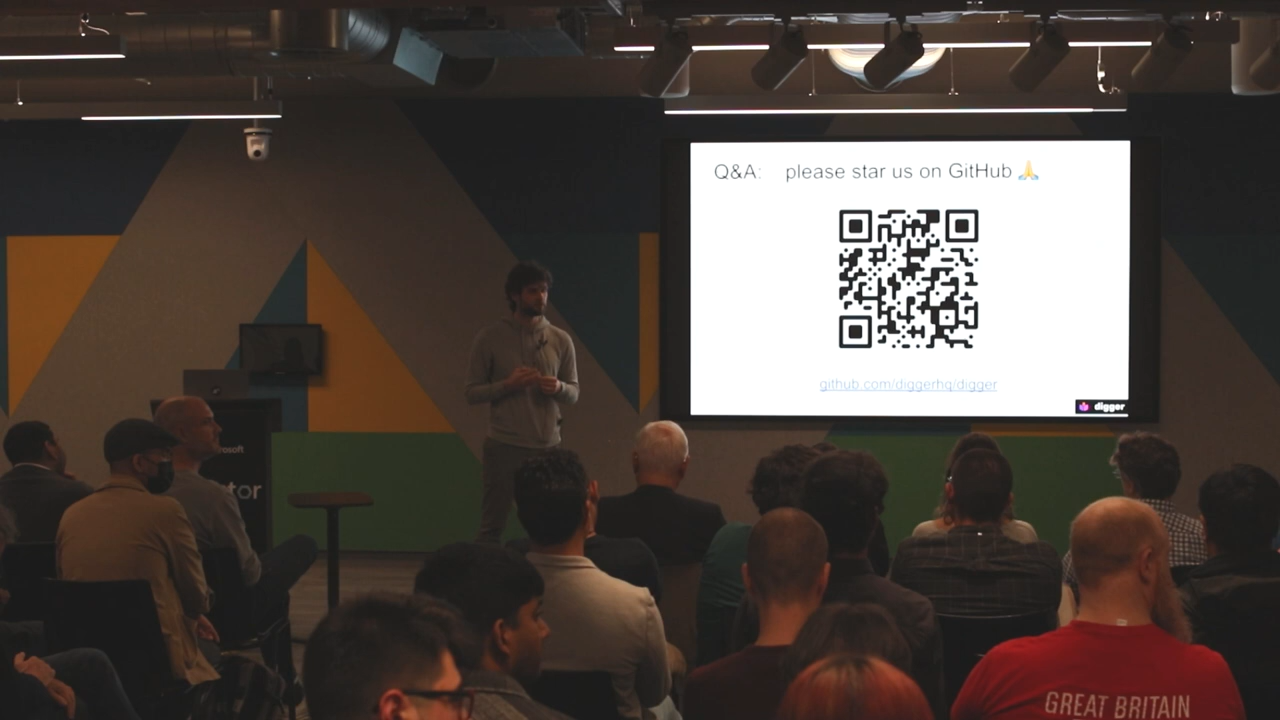 Q&A: please star us on GitHub 🙏
github.com/diggerhq/digger
digger
GREAT BRITAIN